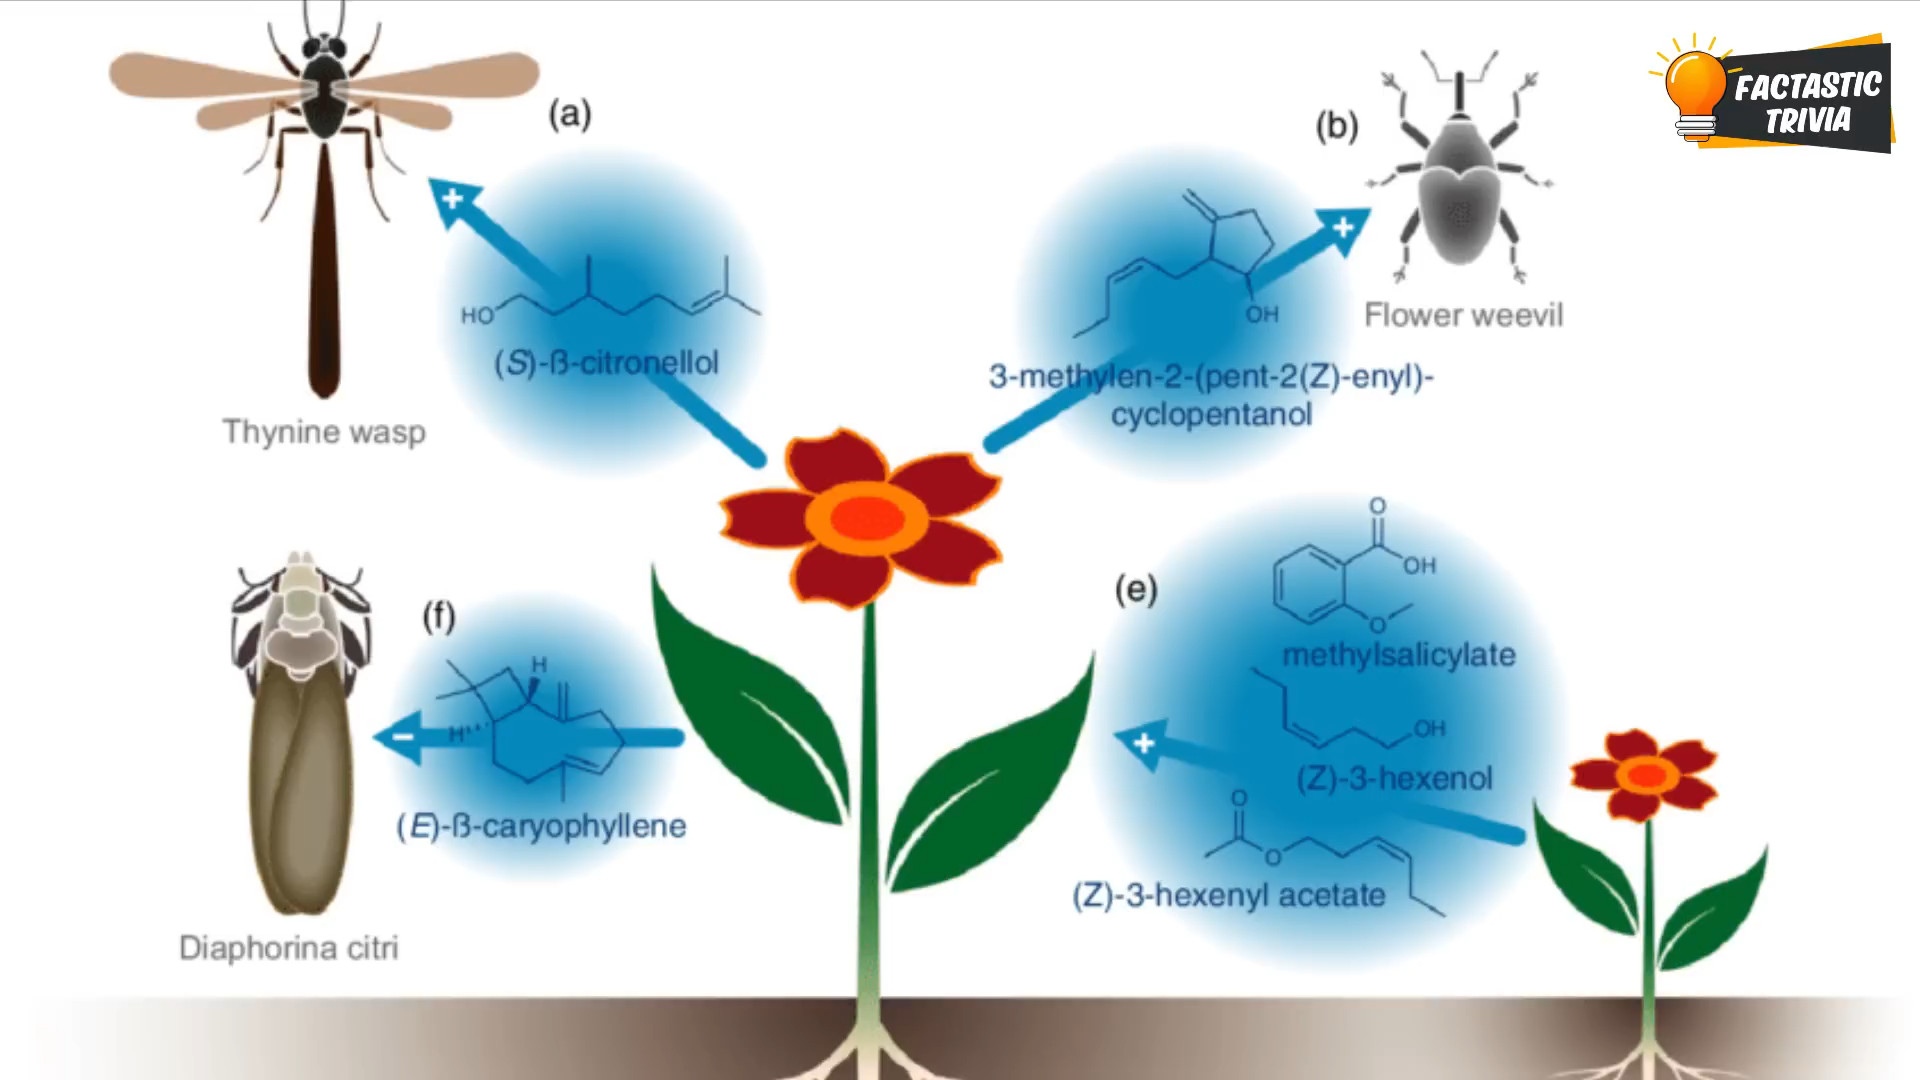 FACTASTIC
TRIVIA
(a)
+
HO
(S)-ß-citronellol
Thynine wasp
(b)
+
OH
Flower weevil
3-methylen-2-(pent-2(Z)-enyl)-
cyclopentanol
(f)
H
H
−
(E)-ß-caryophyllene
Diaphorina citri
(e)
O
OH
O
methylsalicylate
+
OH
(Z)-3-hexenol
O
O
(Z)-3-hexenyl acetate